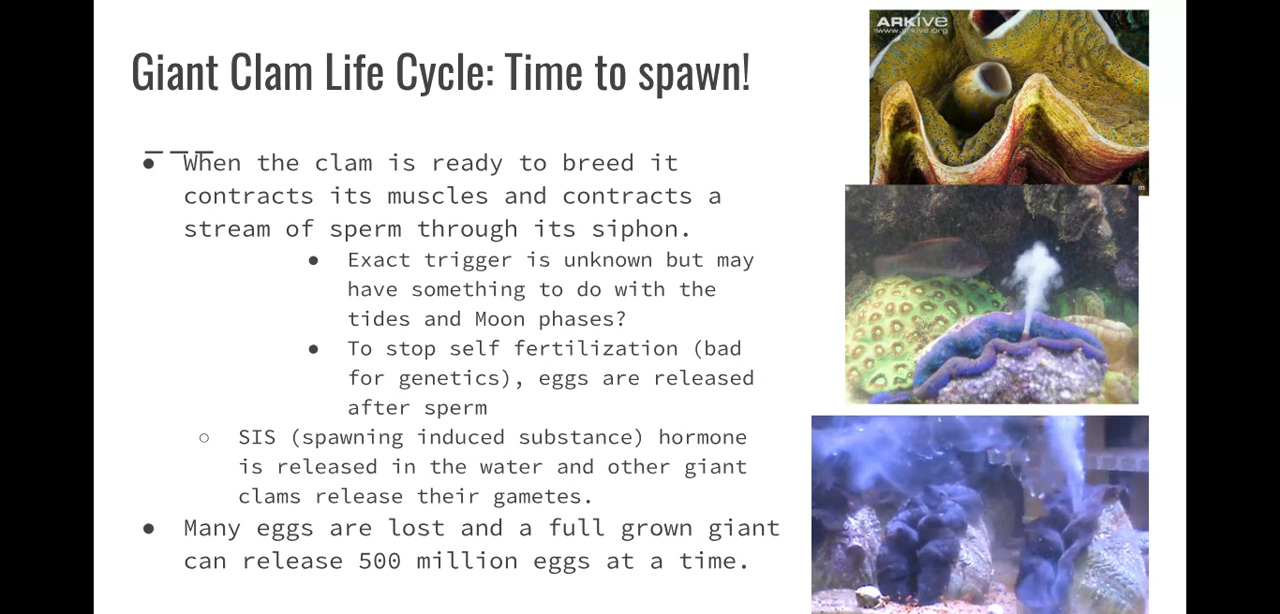 Giant Clam Life Cycle: Time to spawn!
● When the clam is ready to breed it
contracts its muscles and contracts a
stream of sperm through its siphon.
● Exact trigger is unknown but may
have something to do with the
tides and Moon phases?
● To stop self fertilization (bad
for genetics), eggs are released
after sperm
○ SIS (spawning induced substance) hormone
is released in the water and other giant
clams release their gametes.
● Many eggs are lost and a full grown giant
can release 500 million eggs at a time.
ARKIVE
www.arkive.org